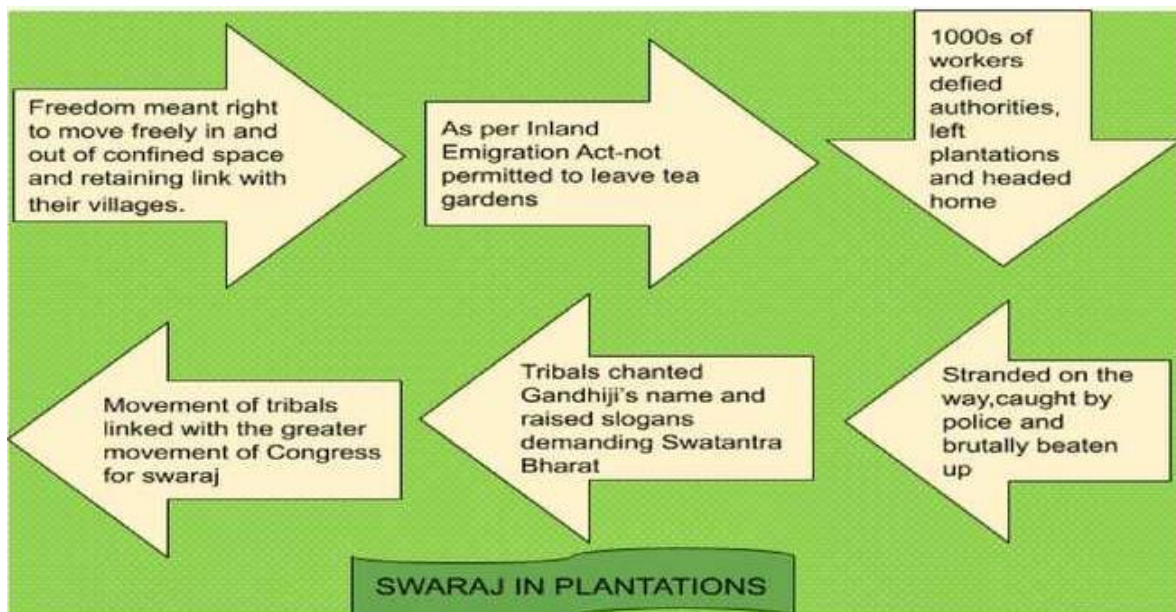 Freedom meant right
to move freely in and
out of confined space
and retaining link with
their villages.
As per Inland
Emigration Act-not
permitted to leave tea
gardens
1000s of
workers
defied
authorities,
left
plantations
and headed
home
Stranded on the
way,caught by
police and
brutally beaten
up
Tribals chanted
Gandhiji's name and
raised slogans
demanding Swatantra
Bharat
Movement of tribals
linked with the greater
movement of Congress
for swaraj
SWARAJ IN PLANTATIONS